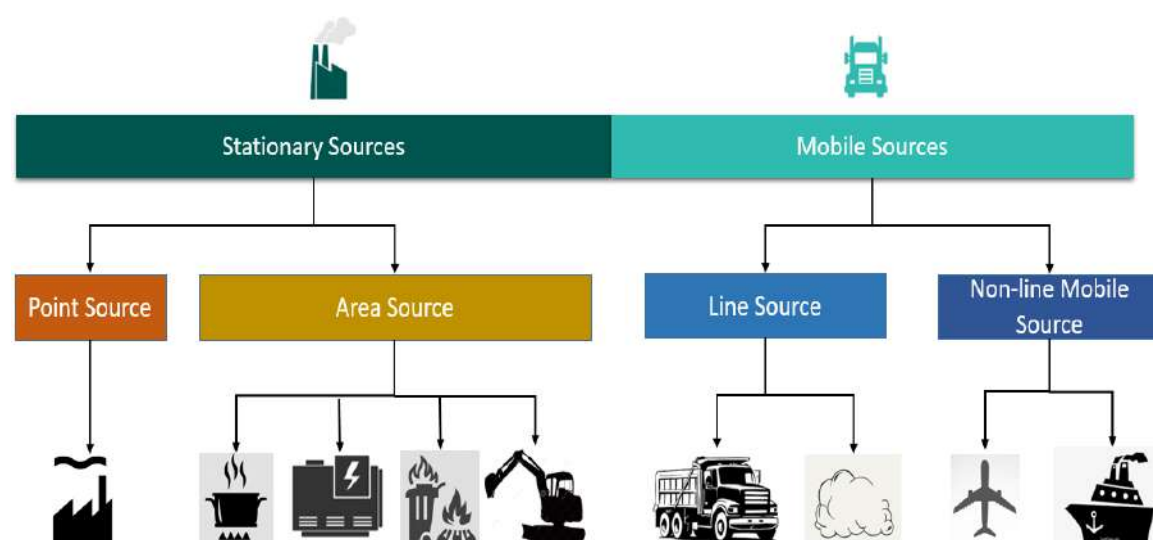 Stationary Sources
Mobile Sources
Point Source
Area Source
Line Source
Non-line Mobile
Source